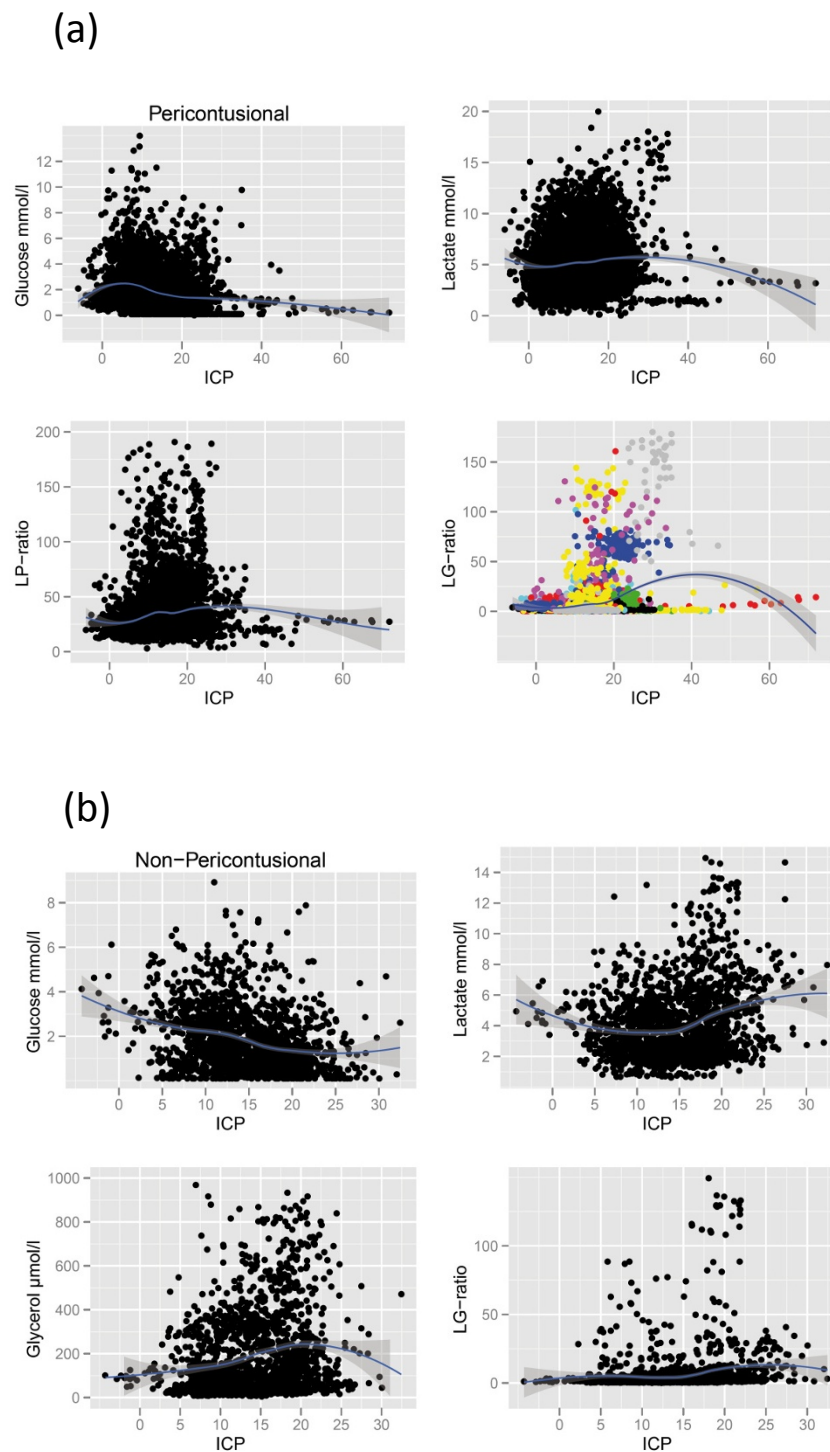 (a)
Pericontusional
Glucose mmol/l
12
10
8
6
4
2
0
0 20 40 60
ICP
Lactate mmol/l
20
15
10
5
0
0 20 40 60
ICP
LP−ratio
200
150
100
50
0
0 20 40 60
ICP
LG−ratio
150
100
50
0
0 20 40 60
ICP
(b)
Non−Pericontusional
Glucose mmol/l
8
6
4
2
0 5 10 15 20 25 30
ICP
Lactate mmol/l
14
12
10
8
6
4
2
0 5 10 15 20 25 30
ICP
Glycerol µmol/l
1000
800
600
400
200
0
0 5 10 15 20 25 30
ICP
LG−ratio
100
50
0
0 5 10 15 20 25 30
ICP